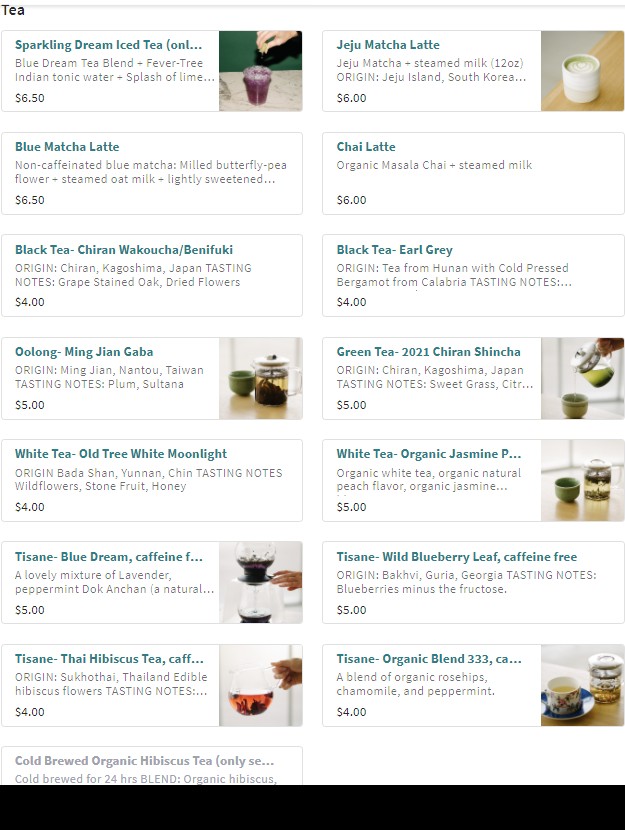 Tea
Sparkling Dream Iced Tea (onl...
Blue Dream Tea Blend + Fever-Tree
Indian tonic water + Splash of lime...
$6.50
Jeju Matcha Latte
Jeju Matcha + steamed milk (12oz)
ORIGIN: Jeju Island, South Korea...
$6.00
Blue Matcha Latte
Non-caffeinated blue matcha: Milled butterfly-pea
flower + steamed oat milk + lightly sweetened...
$6.50
Chai Latte
Organic Masala Chai + steamed milk
$6.00
Black Tea- Chiran Wakoucha/Benifuki
ORIGIN: Chiran, Kagoshima, Japan TASTING
NOTES: Grape Stained Oak, Dried Flowers
$4.00
Black Tea- Earl Grey
ORIGIN: Tea from Hunan with Cold Pressed
Bergamot from Calabria TASTING NOTES:...
$4.00
Oolong- Ming Jian Gaba
ORIGIN: Ming Jian, Nantou, Taiwan
TASTING NOTES: Plum, Sultana
$5.00
Green Tea- 2021 Chiran Shincha
ORIGIN: Chiran, Kagoshima, Japan
TASTING NOTES: Sweet Grass, Citr...
$5.00
White Tea- Old Tree White Moonlight
ORIGIN Bada Shan, Yunnan, Chin TASTING NOTES
Wildflowers, Stone Fruit, Honey
$4.00
White Tea- Organic Jasmine P...
Organic white tea, organic natural
peach flavor, organic jasmine...
$5.00
Tisane- Blue Dream, caffeine f...
A lovely mixture of Lavender,
peppermint Dok Anchan (a natural...
$5.00
Tisane- Wild Blueberry Leaf, caffeine free
ORIGIN: Bakhvi, Guria, Georgia TASTING NOTES:
Blueberries minus the fructose.
$5.00
Tisane- Thai Hibiscus Tea, caff...
ORIGIN: Sukhothai, Thailand Edible
hibiscus flowers TASTING NOTES:...
$4.00
Tisane- Organic Blend 333, ca...
A blend of organic rosehips,
chamomile, and peppermint.
$4.00
Cold Brewed Organic Hibiscus Tea (only se...
Cold brewed for 24 hrs BLEND: Organic hibiscus,